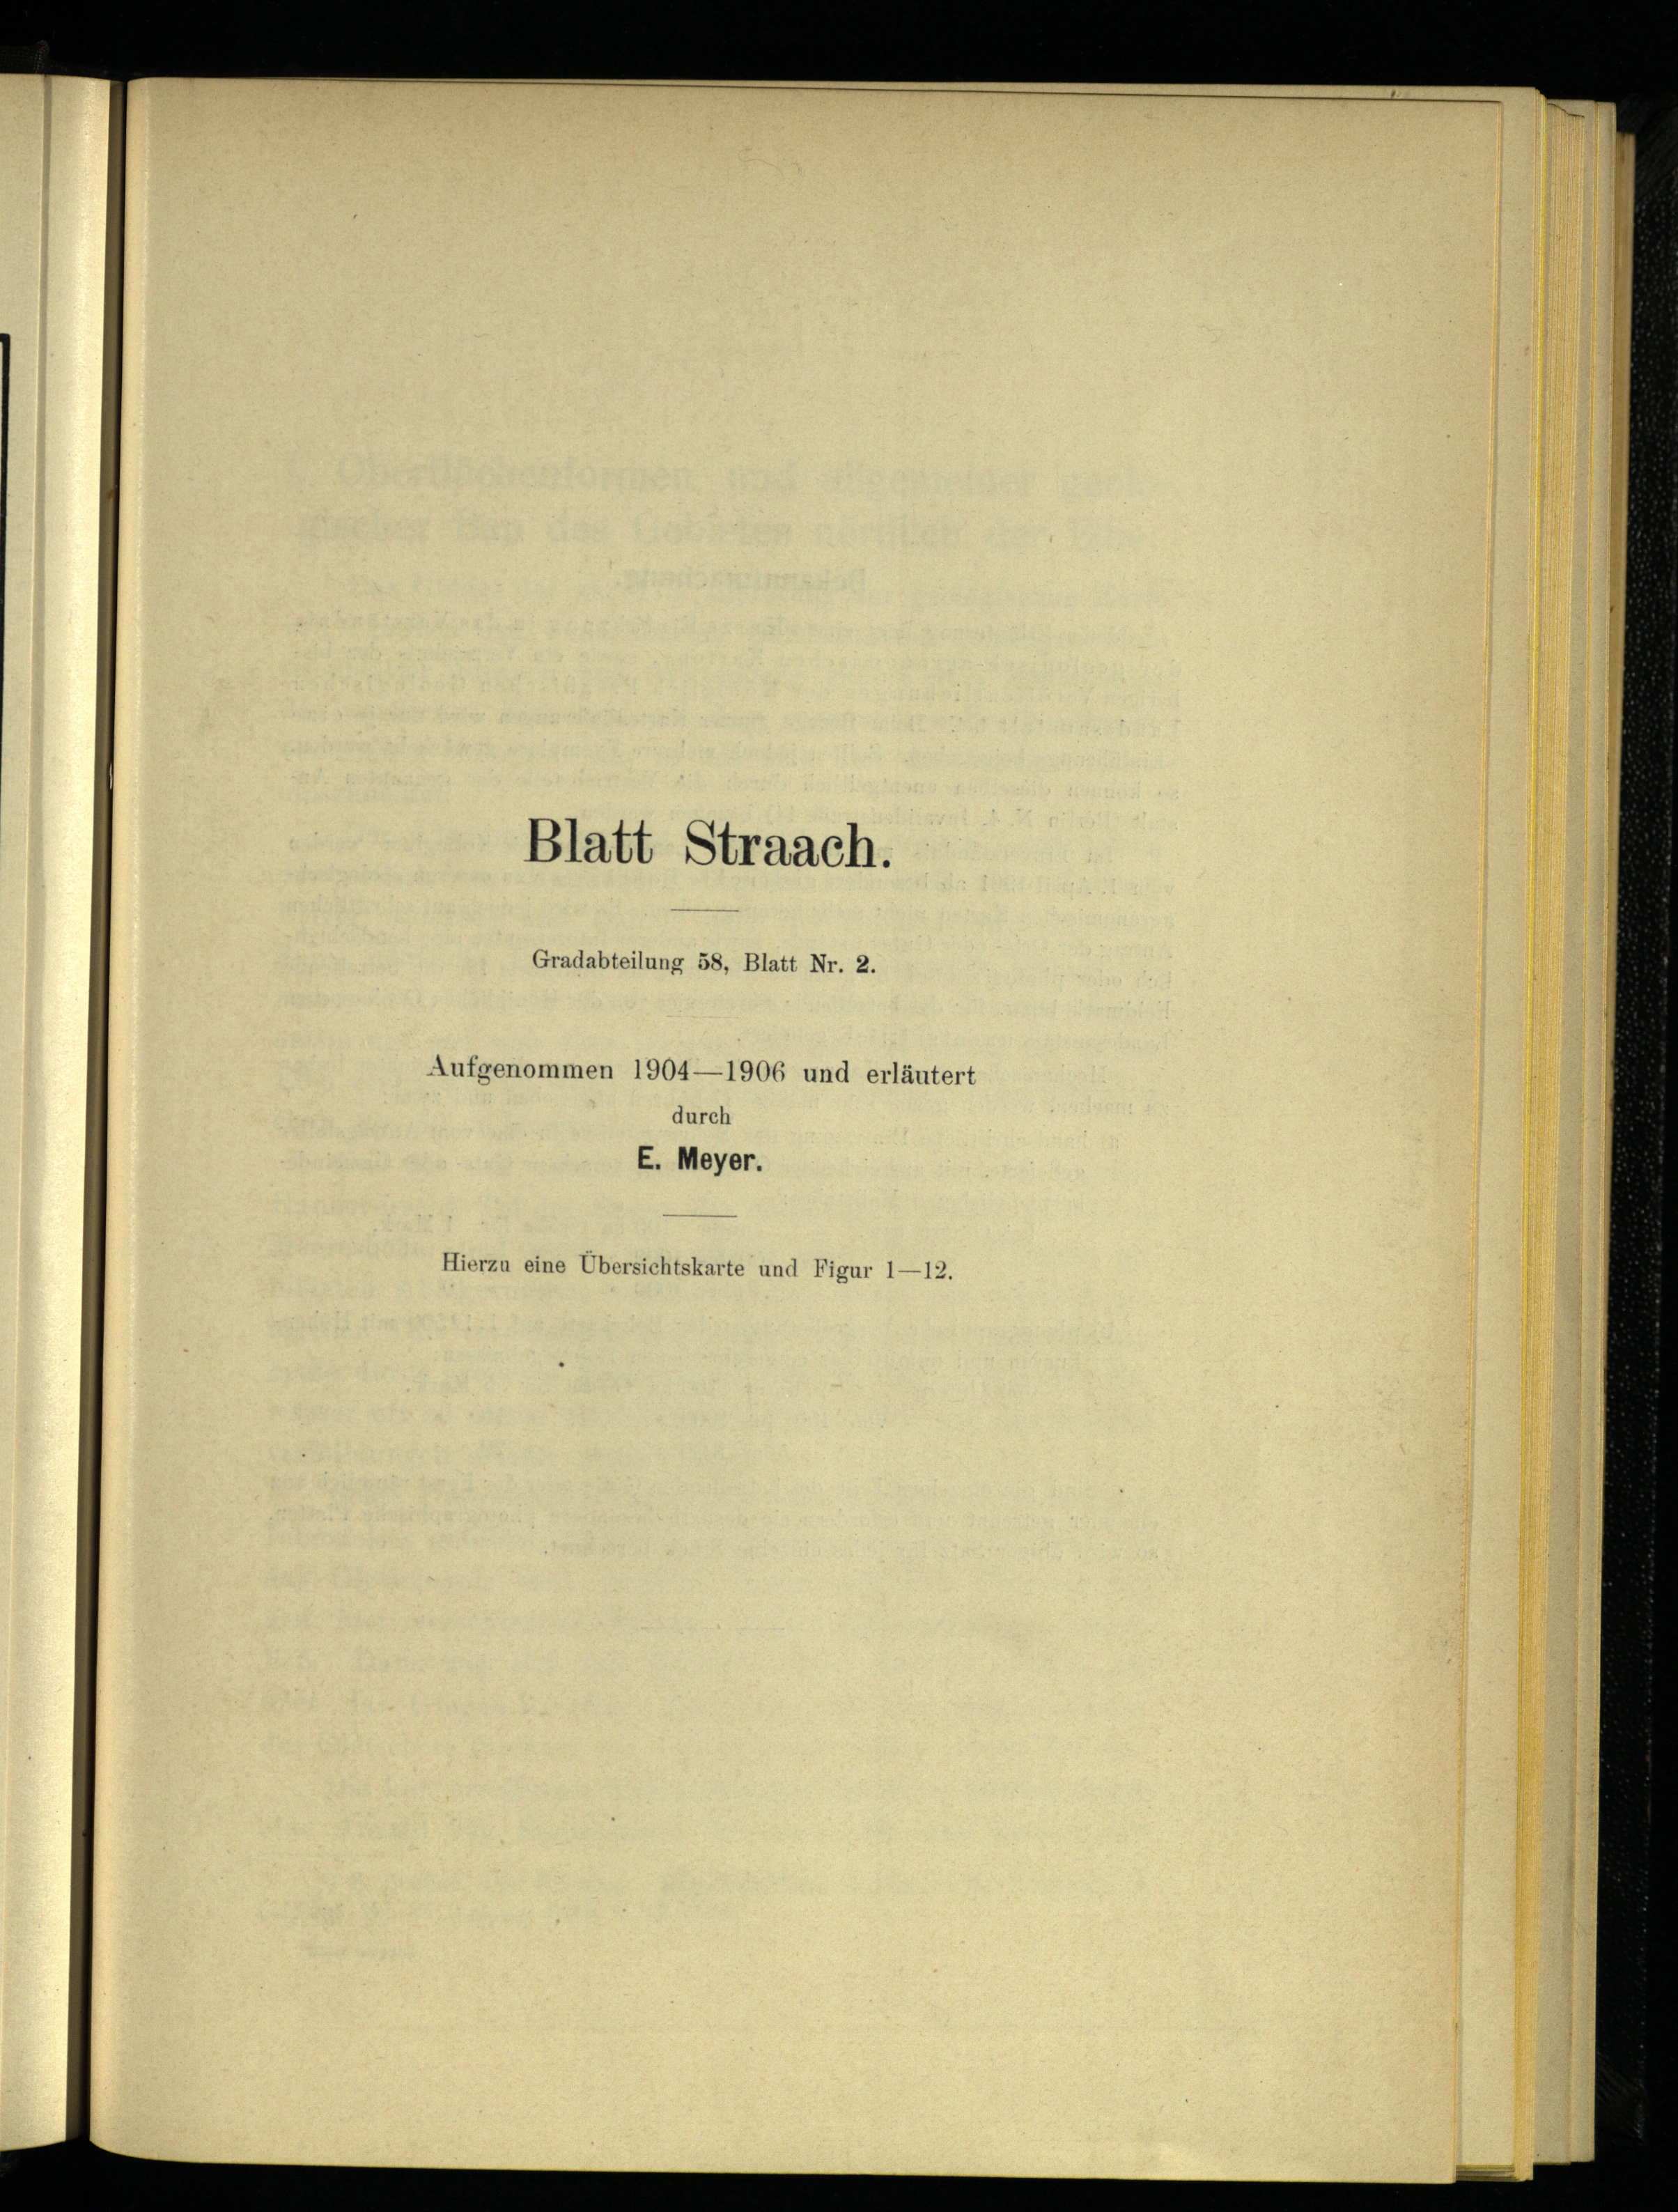 Blatt Straach.
Gradabteilung 58, Blatt Nr. 2.
Aufgenommen 1904—1906 und erläutert
durch
E. Meyer.
Hierzu eine Übersichtskarte und Figur 1—12.